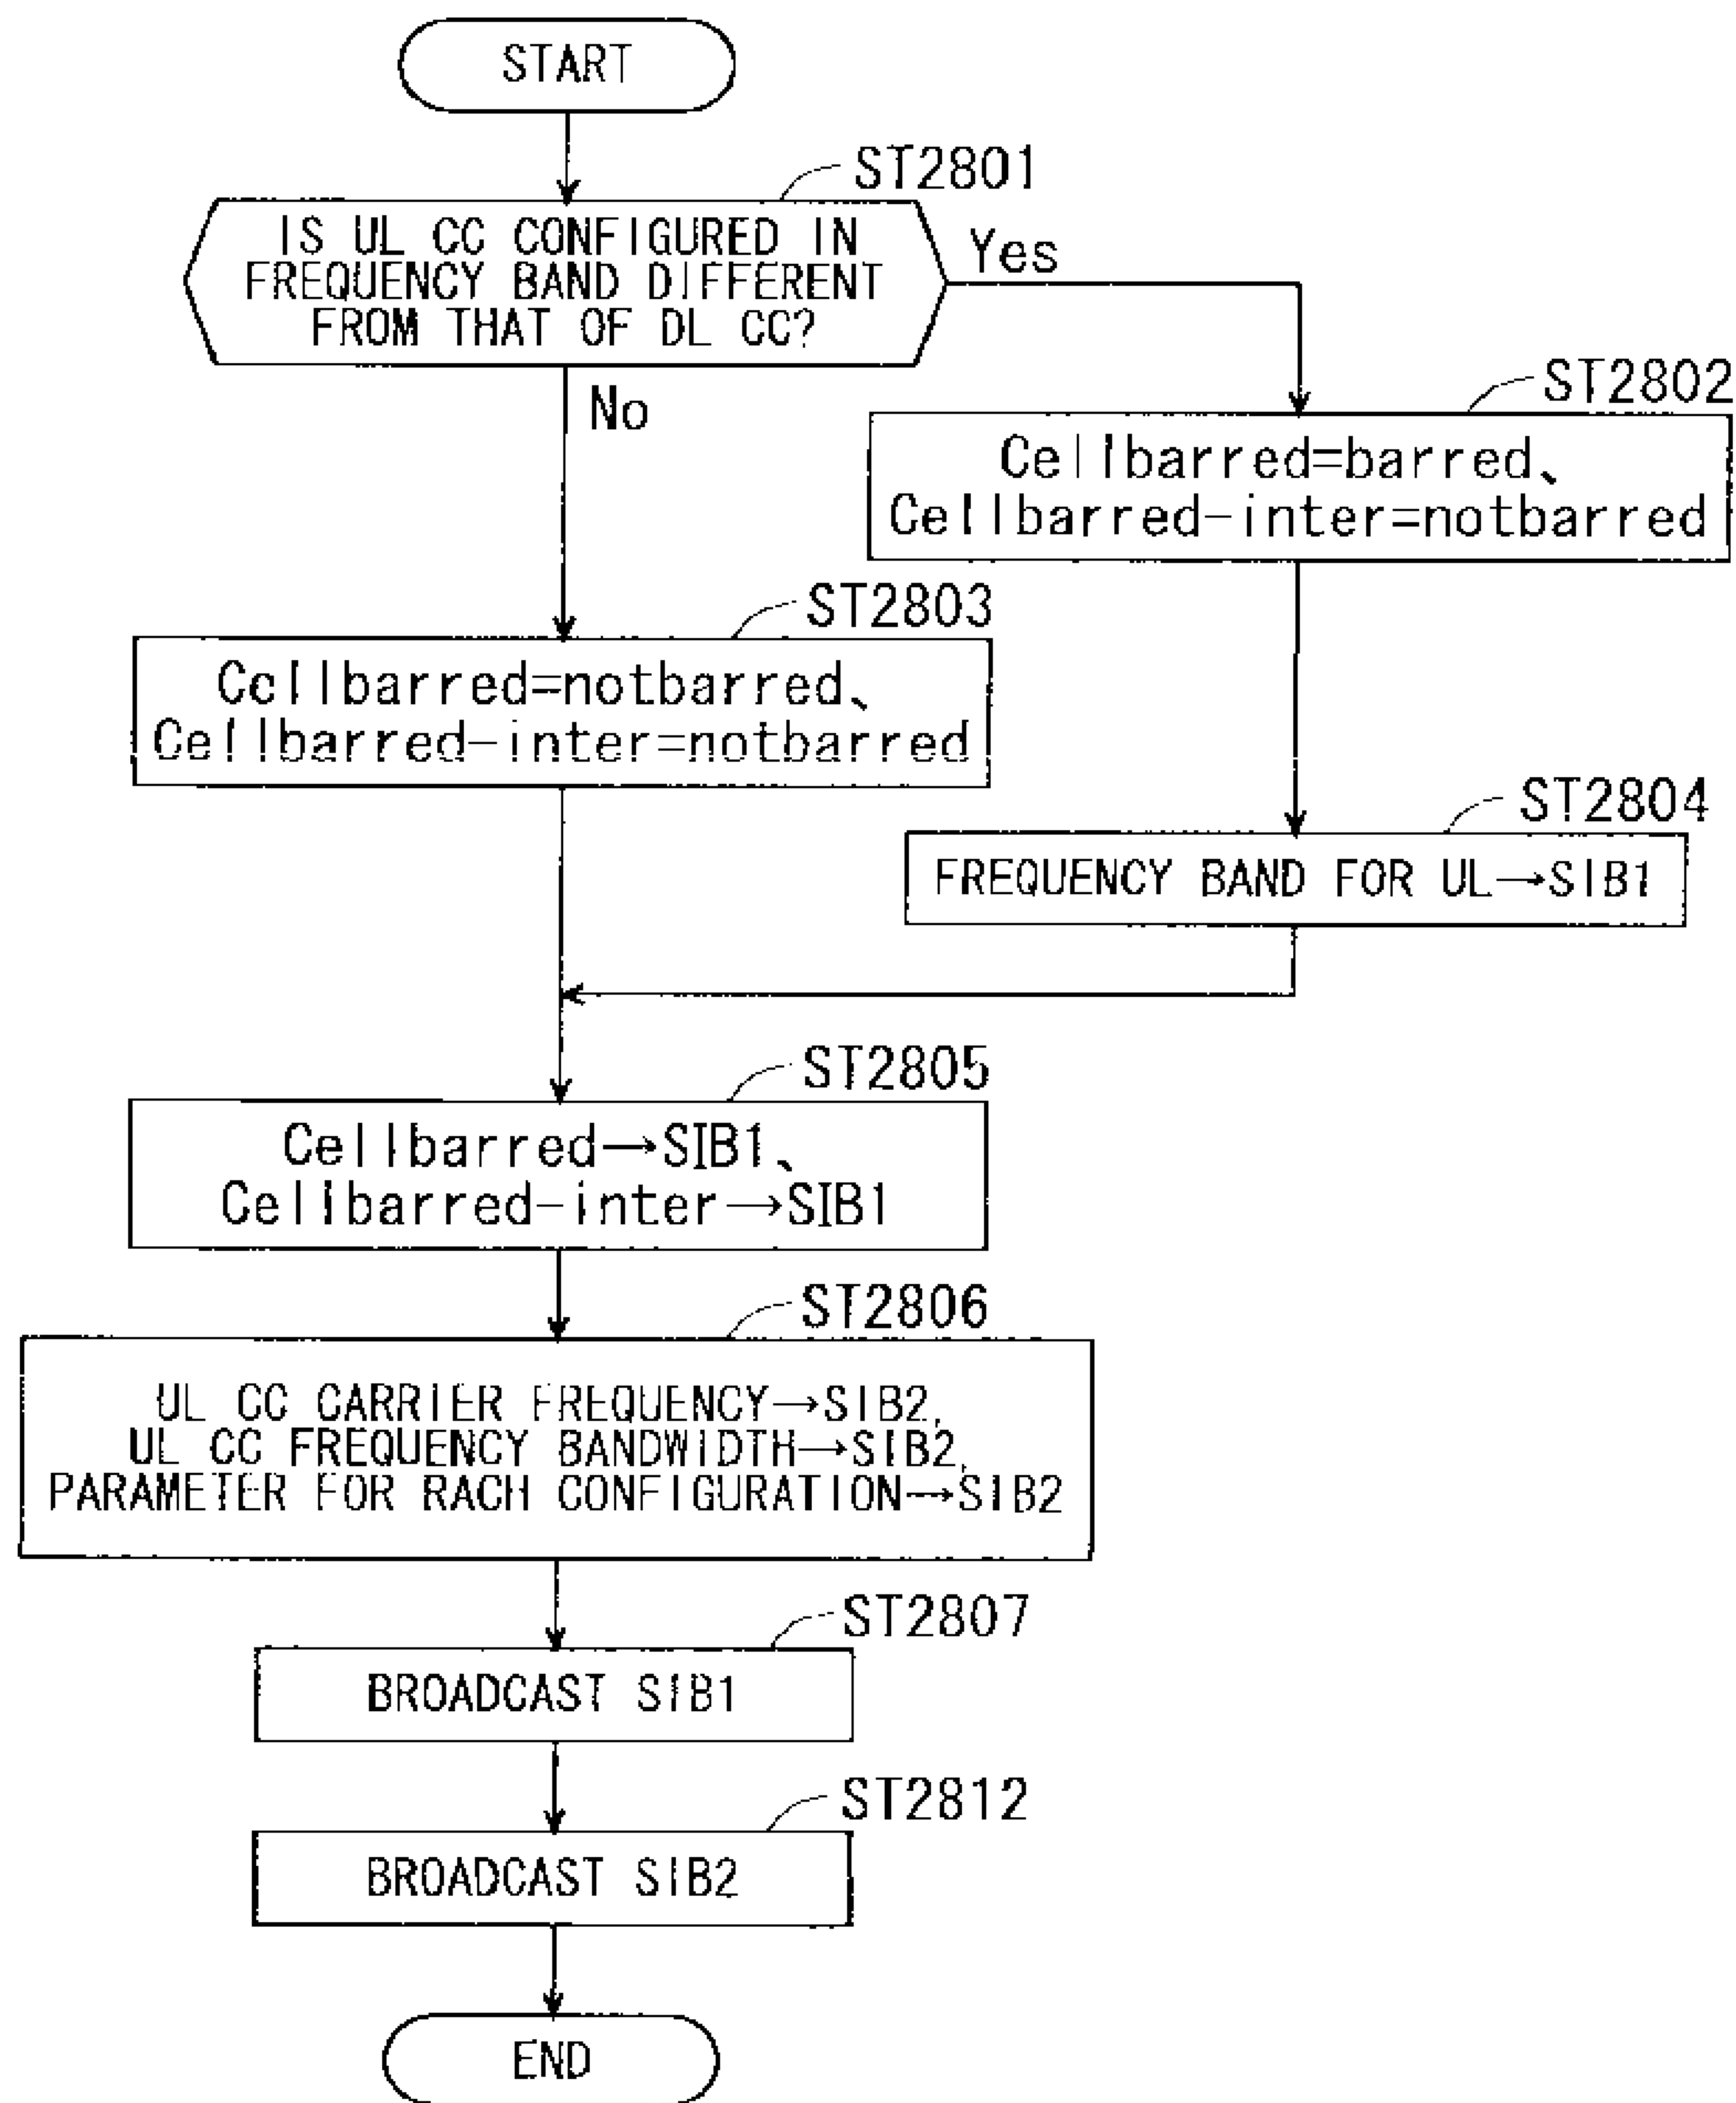 START
ST2801
IS UL CC CONFIGURED IN
FREQUENCY BAND DIFFERENT
FROM THAT OF DL CC?
Yes
No
ST2802
Cellbarred=barred、
Cellbarred-inter=notbarred
ST2803
Cellbarred=notbarred、
Cellbarred-inter=notbarred
ST2804
FREQUENCY BAND FOR UL→SIB1
ST2805
Cellbarred→SIB1、
Cellbarred-inter→SIB1
ST2806
UL CC CARRIER FREQUENCY→SIB2,
UL CC FREQUENCY BANDWIDTH→SIB2,
PARAMETER FOR RACH CONFIGURATION→SIB2
ST2807
BROADCAST SIB1
ST2812
BROADCAST SIB2
END